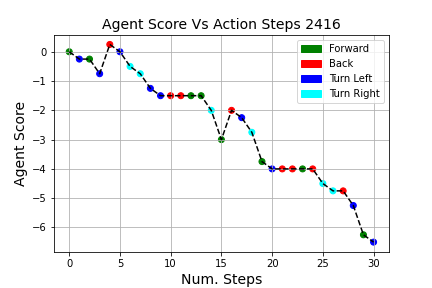 Agent Score Vs Action Steps 2416
Forward
Back
Turn Left
Turn Right
Agent Score
0
−1
−2
−3
−4
−5
−6
0 5 10 15 20 25 30
Num. Steps